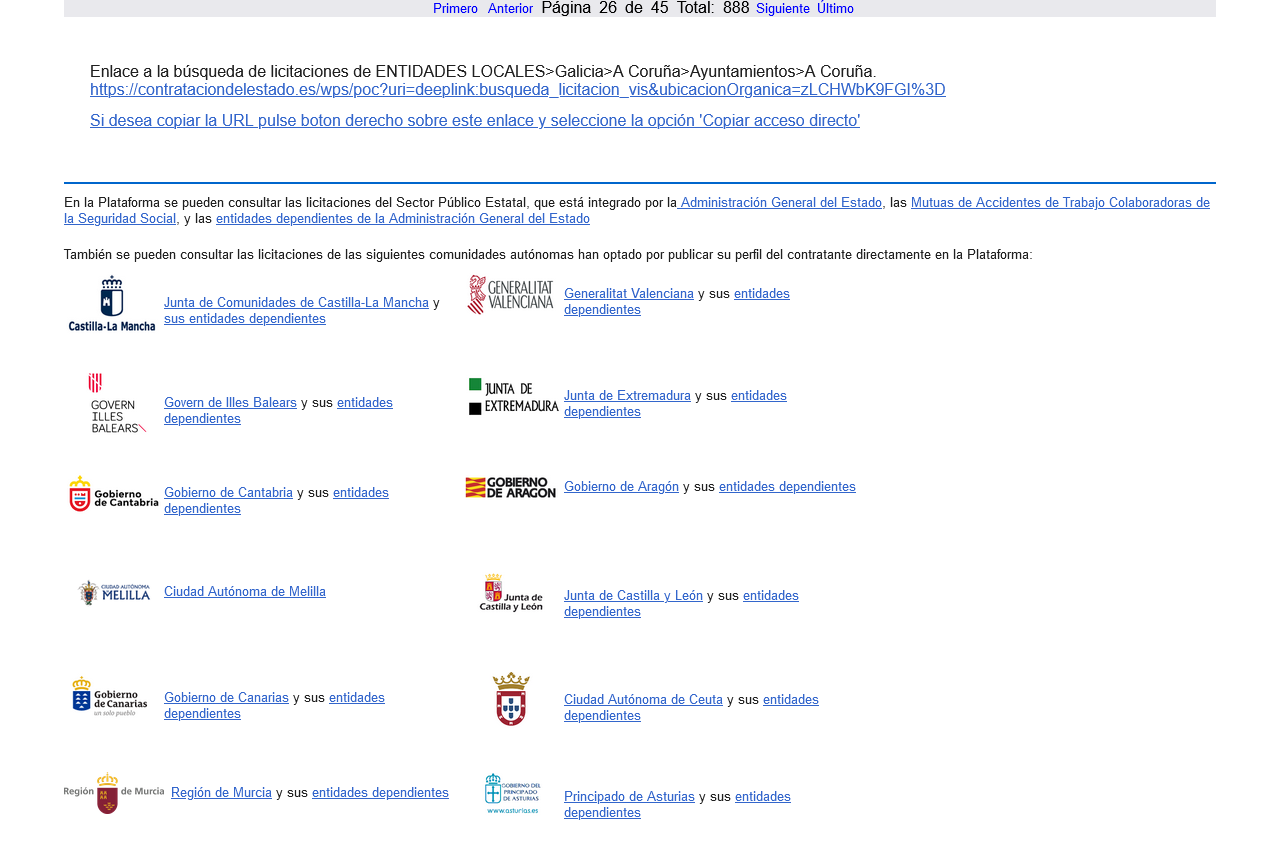 Primero Anterior Página 26 de 45 Total: 888 Siguiente Último
Enlace a la búsqueda de licitaciones de ENTIDADES LOCALES>Galicia>A Coruña>Ayuntamientos>A Coruña.
https://contrataciondelestado.es/wps/poc?uri=deeplink:busqueda_licitacion_vis&ubicacionOrganica=zLCHWbK9FGI%3D
Si desea copiar la URL pulse boton derecho sobre este enlace y seleccione la opción 'Copiar acceso directo'
En la Plataforma se pueden consultar las licitaciones del Sector Público Estatal, que está integrado por la Administración General del Estado, las Mutuas de Accidentes de Trabajo Colaboradoras de
la Seguridad Social, y las entidades dependientes de la Administración General del Estado
También se pueden consultar las licitaciones de las siguientes comunidades autónomas han optado por publicar su perfil del contratante directamente en la Plataforma:
Castilla-La Mancha
Junta de Comunidades de Castilla-La Mancha y
sus entidades dependientes
GENERALITAT
VALENCIANA
Generalitat Valenciana y sus entidades
dependientes
GOVERN
ILLES
BALEARS
Govern de Illes Balears y sus entidades
dependientes
JUNTA DE
EXTREMADURA
Junta de Extremadura y sus entidades
dependientes
Gobierno
de Cantabria
Gobierno de Cantabria y sus entidades
dependientes
GOBIERNO
DE ARAGON
Gobierno de Aragón y sus entidades dependientes
CIUDAD AUTÓNOMA
MELILLA
Ciudad Autónoma de Melilla
Junta de
Castilla y León
Junta de Castilla y León y sus entidades
dependientes
Gobierno
de Canarias
un solo pueblo
Gobierno de Canarias y sus entidades
dependientes
Ciudad Autónoma de Ceuta y sus entidades
dependientes
Región de Murcia
Región de Murcia y sus entidades dependientes
GOBIERNO DEL
PRINCIPADO DE
ASTURIAS
www.asturias.es
Principado de Asturias y sus entidades
dependientes